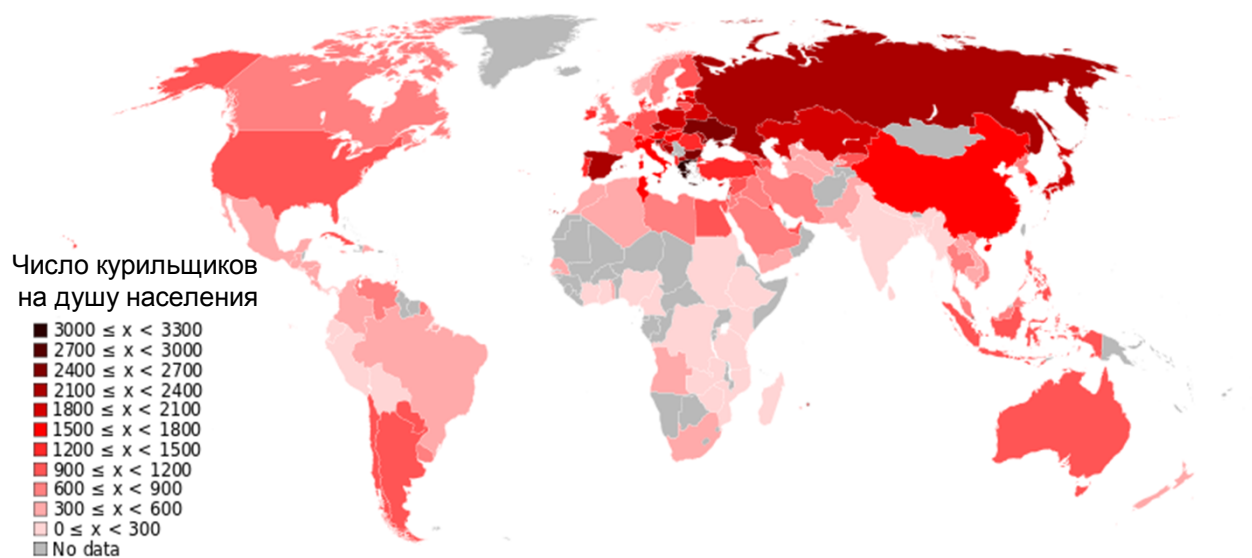 Число курильщиков
на душу населения
3000 ≤ x < 3300
2700 ≤ x < 3000
2400 ≤ x < 2700
2100 ≤ x < 2400
1800 ≤ x < 2100
1500 ≤ x < 1800
1200 ≤ x < 1500
900 ≤ x < 1200
600 ≤ x < 900
300 ≤ x < 600
0 ≤ x < 300
No data